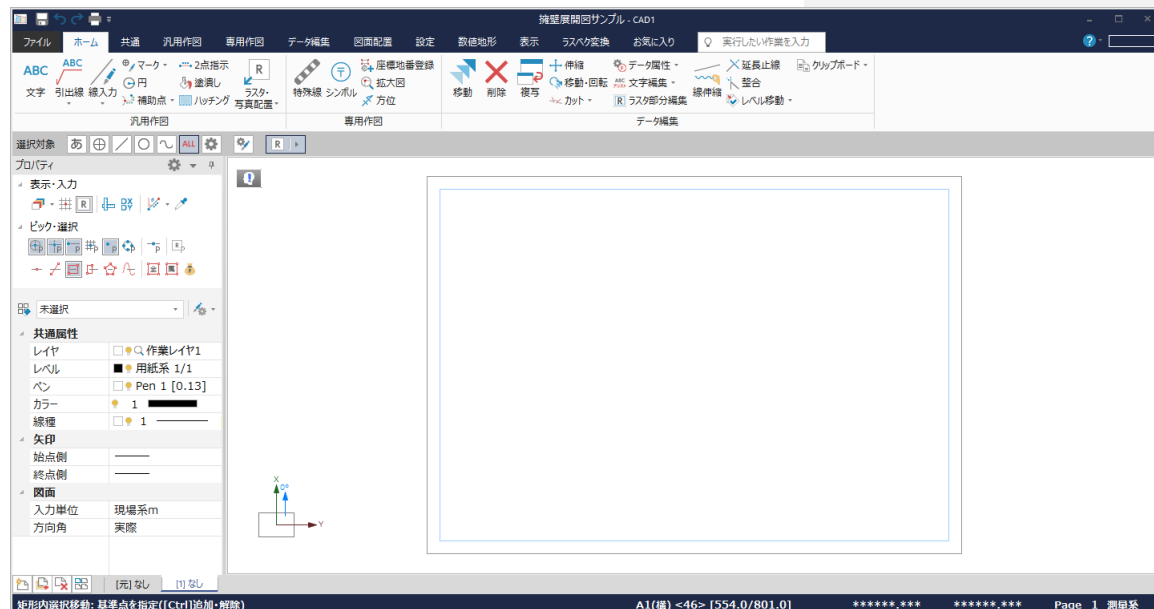 擁壁展開図サンプル - CAD1
ファイル ホーム 共通 汎用作図 専用作図 データ編集 図面配置 設定 数値地形 表示 ラスベク変換 お気に入り 実行したい作業を入力
ABC 文字
ABC 引出線
線入力
マーク
円
補助点
2点指示
塗潰し
ハッチング
R ラスタ・写真配置
汎用作図
特殊線
シンボル
座標地番登録
拡大図
方位
専用作図
移動
削除
複写
伸縮
移動・回転
カット
データ属性
文字編集
R ラスタ部分編集
線伸縮
延長止線
整合
レベル移動
クリップボード
データ編集
選択対象 あ ALL R
プロパティ
表示・入力
R DX DY
ピック・選択
P P P P P P R P
未選択
共通属性
レイヤ 作業レイヤ1
レベル 用紙系 1/1
ペン Pen 1 [0.13]
カラー 1
線種 1
矢印
始点側
終点側
図面
入力単位 現場系m
方向角 実際
X
0°
Y
[元] なし [1] なし
矩形内選択移動: 基準点を指定([Ctrl]追加・解除) A1(横) <46> [554.0/801.0] ******.*** ******.*** Page 1 測量系